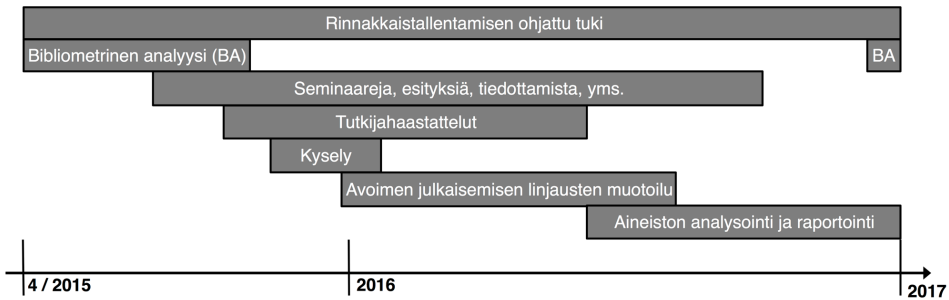 Rinnakkaistallentamisen ohjattu tuki
Bibliometrinen analyysi (BA)
BA
Seminaareja, esityksiä, tiedottamista, yms.
Tutkijahaastattelut
Kysely
Avoimen julkaisemisen linjausten muotoilu
Aineiston analysointi ja raportointi
4 / 2015
2016
2017